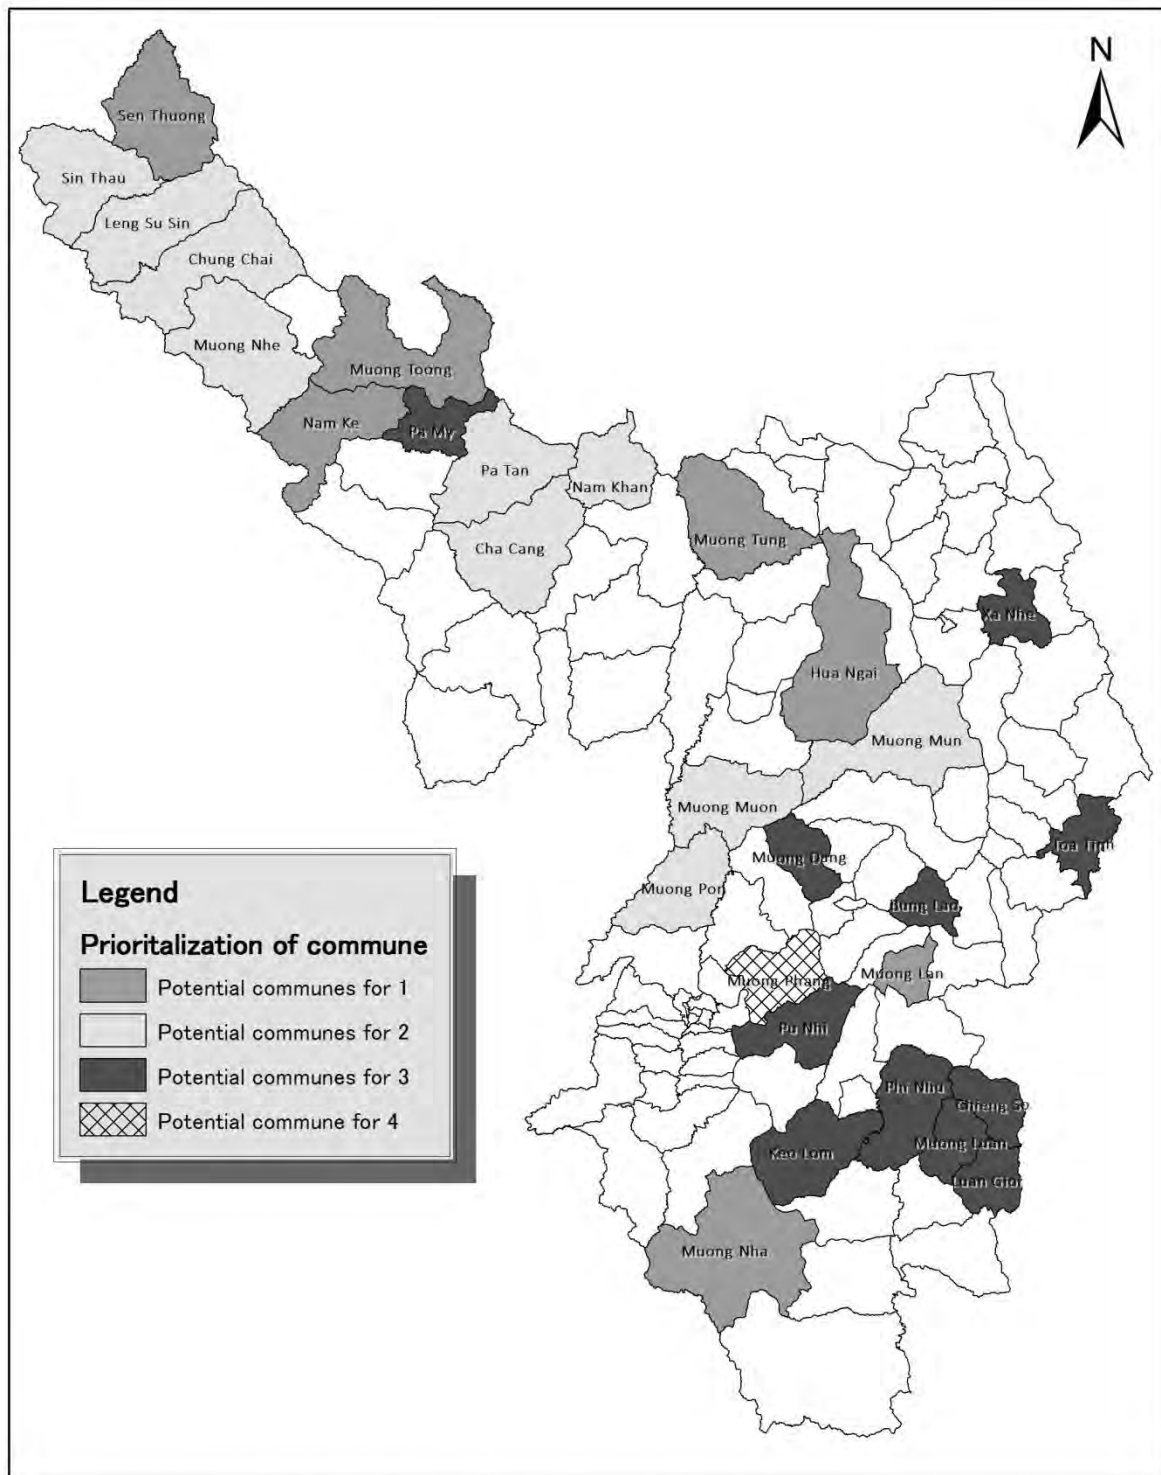 N
Sen Thuong
Sin Thau
Leng Su Sin
Chung Chai
Muong Nhe
Muong Toong
Nam Ke
Pa My
Pa Tan
Nam Khan
Cha Cang
Muong Tung
Xa Nhe
Hua Ngai
Muong Mun
Muong Muon
Toa Tinh
Muong Dang
Muong Pon
Bung Lao
Muong Lan
Muong Phang
Pu Nhi
Phi Nhu
Chieng So
Muong Luan
Keo Lom
Luan Gioi
Muong Nha
Legend
Prioritalization of commune
Potential communes for 1
Potential communes for 2
Potential communes for 3
Potential commune for 4